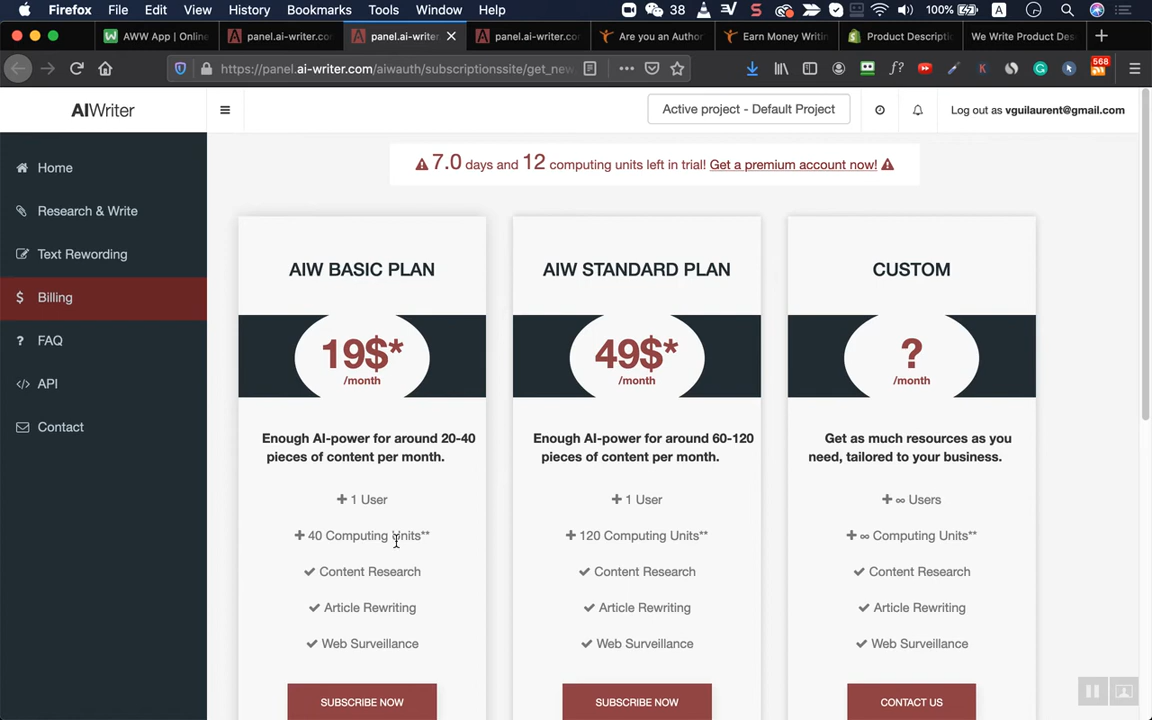 Firefox File Edit View History Bookmarks Tools Window Help 38 100% A
AWW App | Online panel.ai-writer.com panel.ai-writer panel.ai-writer.com Are you an Author Earn Money Writin Product Descripti We Write Product Des
https://panel.ai-writer.com/aiwauth/subscriptionssite/get_new 568
AIWriter
Active project - Default Project
Log out as vguilaurent@gmail.com
7.0 days and 12 computing units left in trial! Get a premium account now!
Home
Research & Write
Text Rewording
$ Billing
? FAQ
</> API
Contact
AIW BASIC PLAN
19$*
/month
Enough AI-power for around 20-40
pieces of content per month.
+ 1 User
+ 40 Computing Units**
✓ Content Research
✓ Article Rewriting
✓ Web Surveillance
SUBSCRIBE NOW
AIW STANDARD PLAN
49$*
/month
Enough AI-power for around 60-120
pieces of content per month.
+ 1 User
+ 120 Computing Units**
✓ Content Research
✓ Article Rewriting
✓ Web Surveillance
SUBSCRIBE NOW
CUSTOM
?
/month
Get as much resources as you
need, tailored to your business.
+ ∞ Users
+ ∞ Computing Units**
✓ Content Research
✓ Article Rewriting
✓ Web Surveillance
CONTACT US